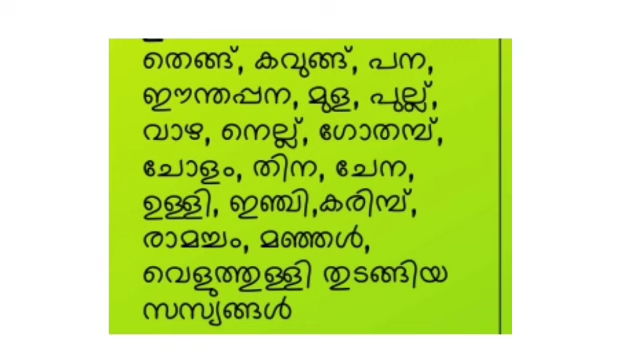 തെങ്ങ്, കവുങ്ങ്, പന,
ഈന്തപ്പന, മുള, പുല്ല്,
വാഴ, നെല്ല്, ഗോതമ്പ്,
ചോളം, തിന, ചേന,
ഉള്ളി, ഇഞ്ചി,കരിമ്പ്,
രാമച്ചം, മഞ്ഞൾ,
വെളുത്തുള്ളി തുടങ്ങിയ
സസ്യങ്ങൾ